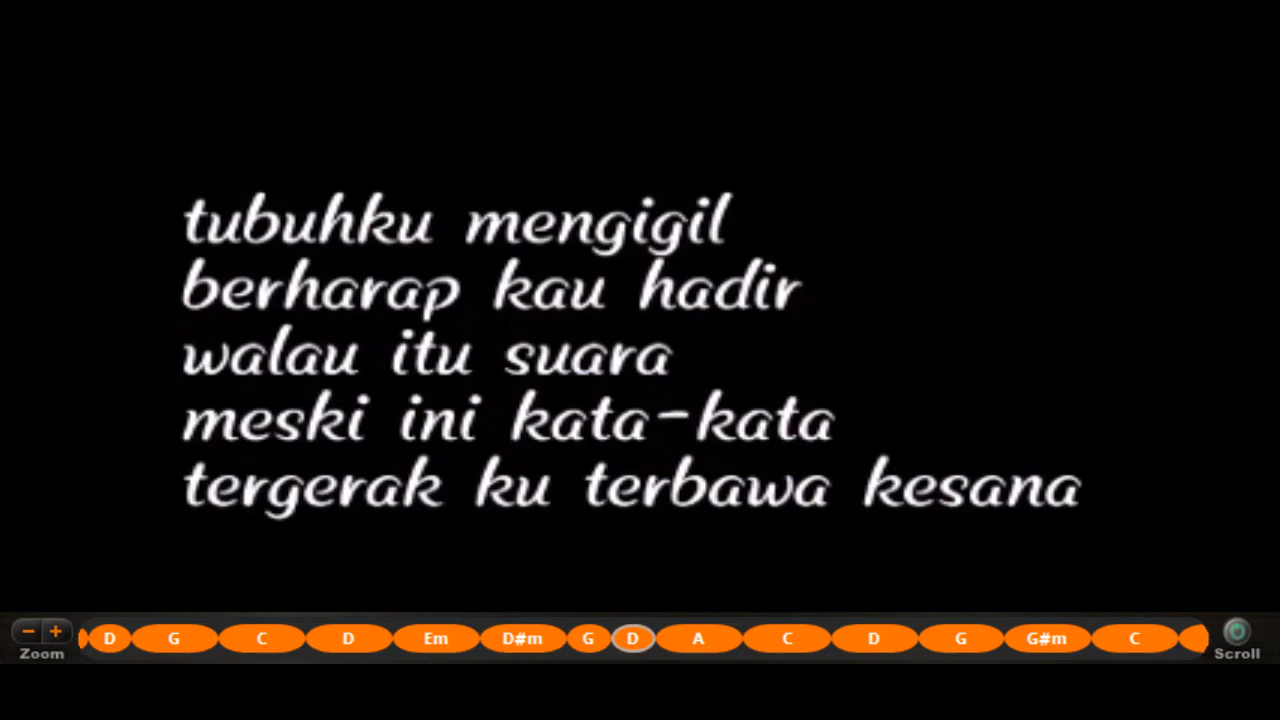 tubuhku mengigil
berharap kau hadir
walau itu suara
meski ini kata-kata
tergerak ku terbawa kesana
- + D G C D Em D#m G D A C D G G#m C
Zoom Scroll